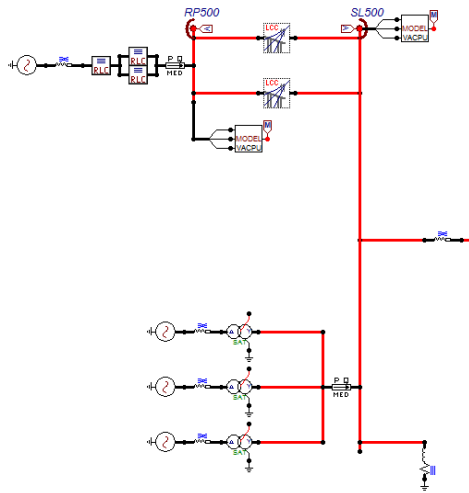 RP500
SL500
LCC
M
MODEL
VACPU
V
V
RLC
RLC
RLC
P Q
MED
LCC
M
MODEL
VACPU
SAT
P Q
MED
SAT
SAT